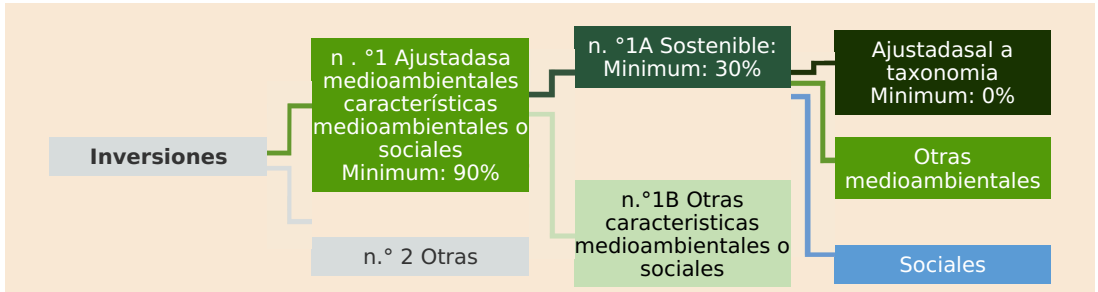 Inversiones
n . °1 Ajustadasa
medioambientales
características
medioambientales o
sociales
Minimum: 90%
n.° 2 Otras
n. °1A Sostenible:
Minimum: 30%
n.°1B Otras
caracteristicas
medioambientales o
sociales
Ajustadasal a
taxonomia
Minimum: 0%
Otras
medioambientales
Sociales